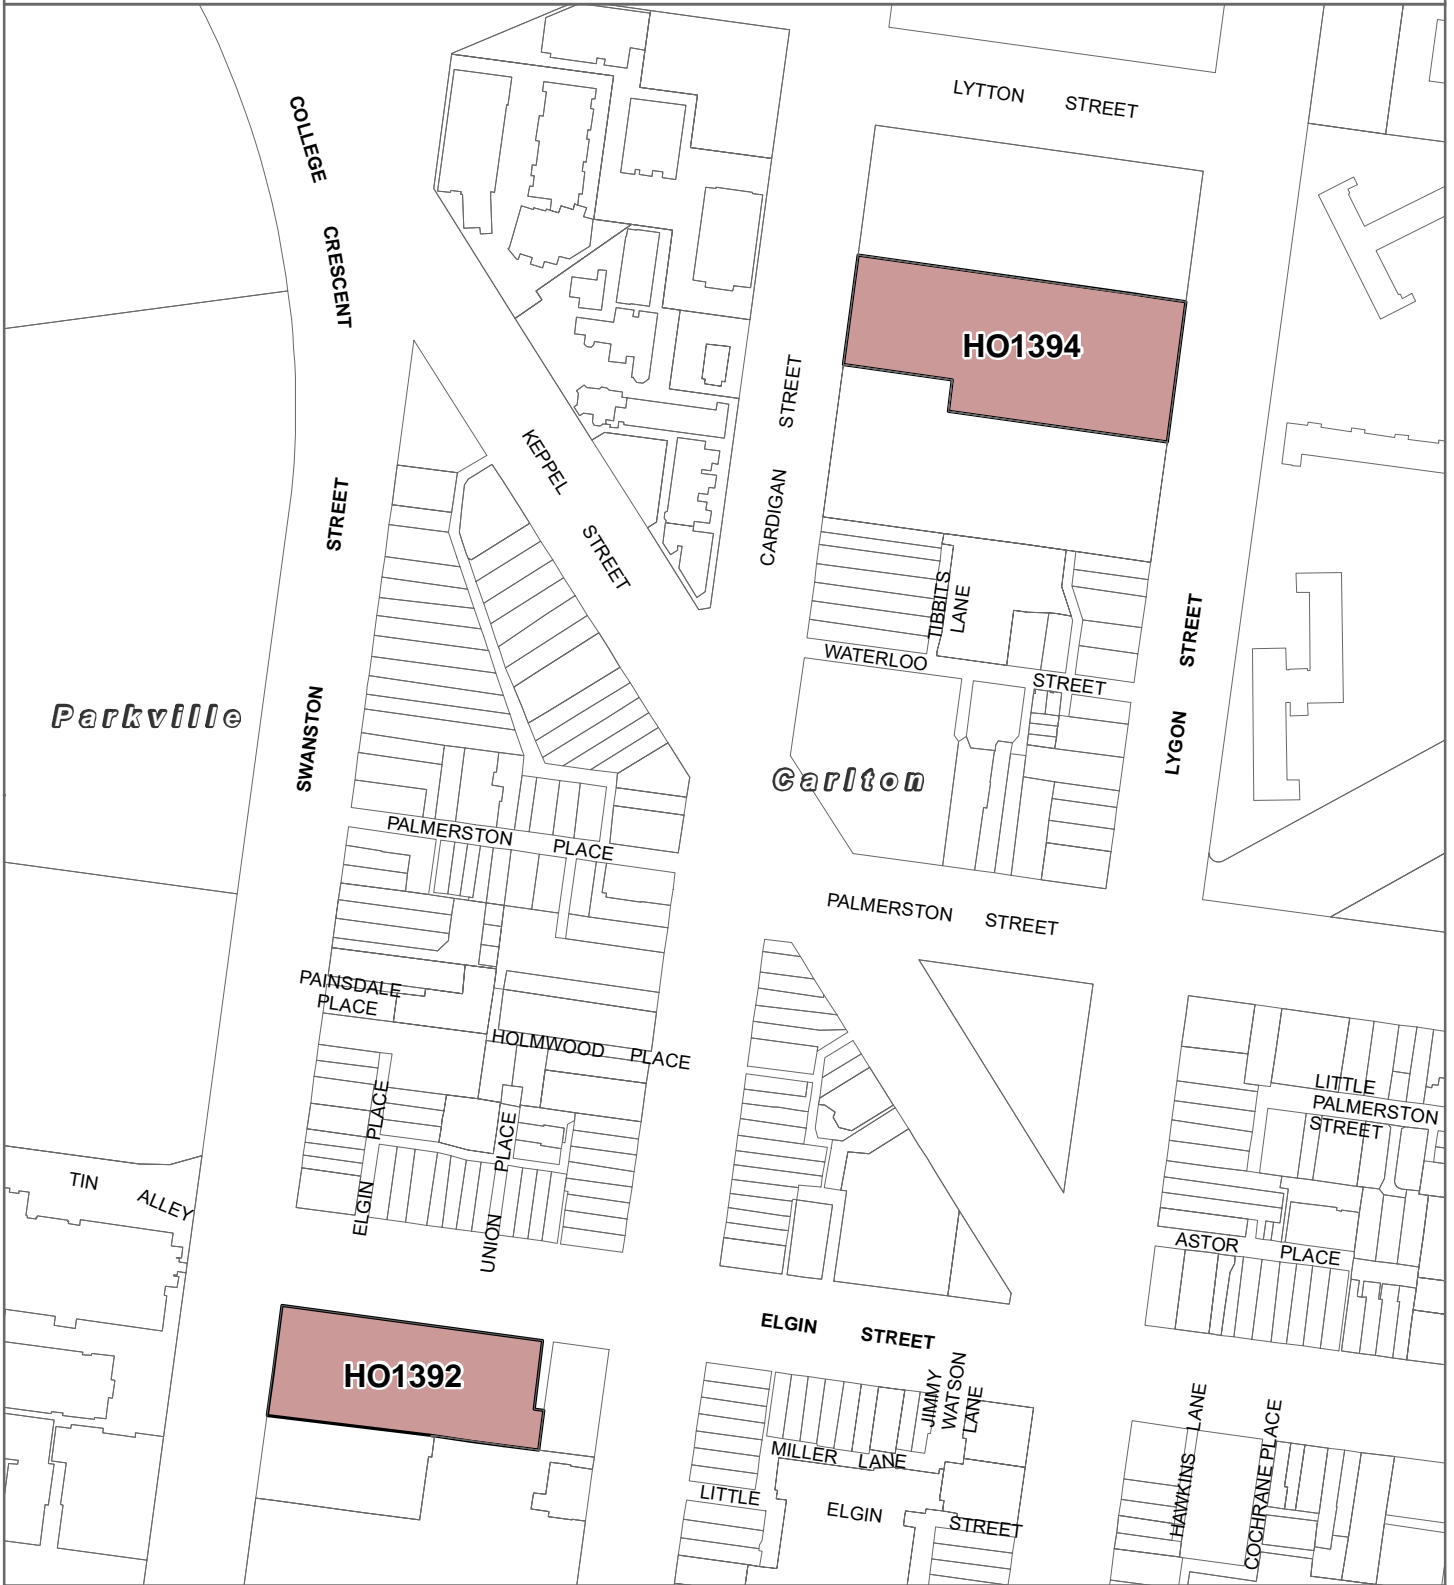 LYTTON STREET
COLLEGE
CRESCENT
HO1394
CARDIGAN STREET
KEPPEL
STREET
SWANSTON STREET
TIBBITS
LANE
WATERLOO
STREET
LYGON STREET
Parkville
Carlton
PALMERSTON PLACE
PALMERSTON STREET
PAINSDALE
PLACE
HOLMWOOD PLACE
LITTLE
PALMERSTON
STREET
ELGIN PLACE
UNION PLACE
TIN ALLEY
ASTOR PLACE
ELGIN STREET
HO1392
JIMMY
WATSON
LANE
MILLER LANE
LITTLE ELGIN STREET
HAWKINS LANE
COCHRANE PLACE